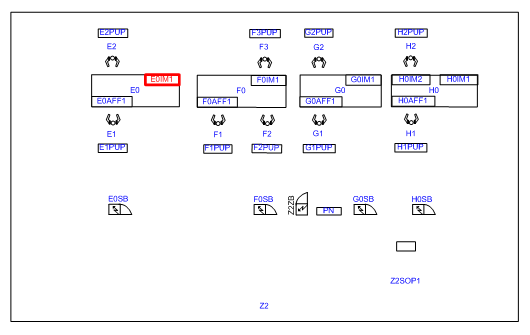 E2PUP F3PUP G2PUP H2PUP
E2 F3 G2 H2
E0IM1 F0IM1 G0IM1 H0IM2 H0IM1
E0 F0 G0 H0
E0AFF1 F0AFF1 G0AFF1 H0AFF1
E1 F1 F2 G1 H1
E1PUP F1PUP F2PUP G1PUP H1PUP
E0SB F0SB Z2ZB G0SB H0SB
PN
Z2SOP1
Z2